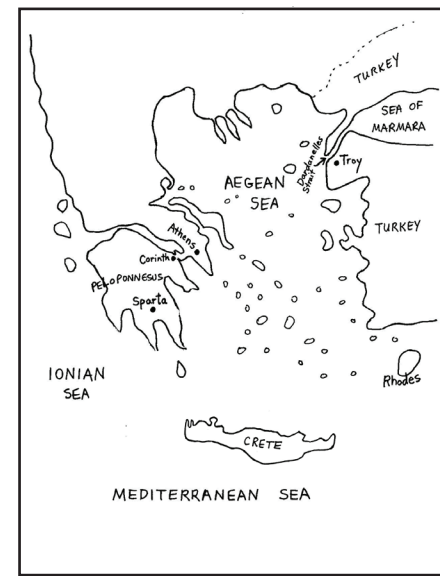 TURKEY
SEA OF
MARMARA
Dardanelles
Strait
Troy
AEGEAN
SEA
TURKEY
Athens
Corinth
PELOPONNESUS
Sparta
IONIAN
SEA
Rhodes
CRETE
MEDITERRANEAN SEA